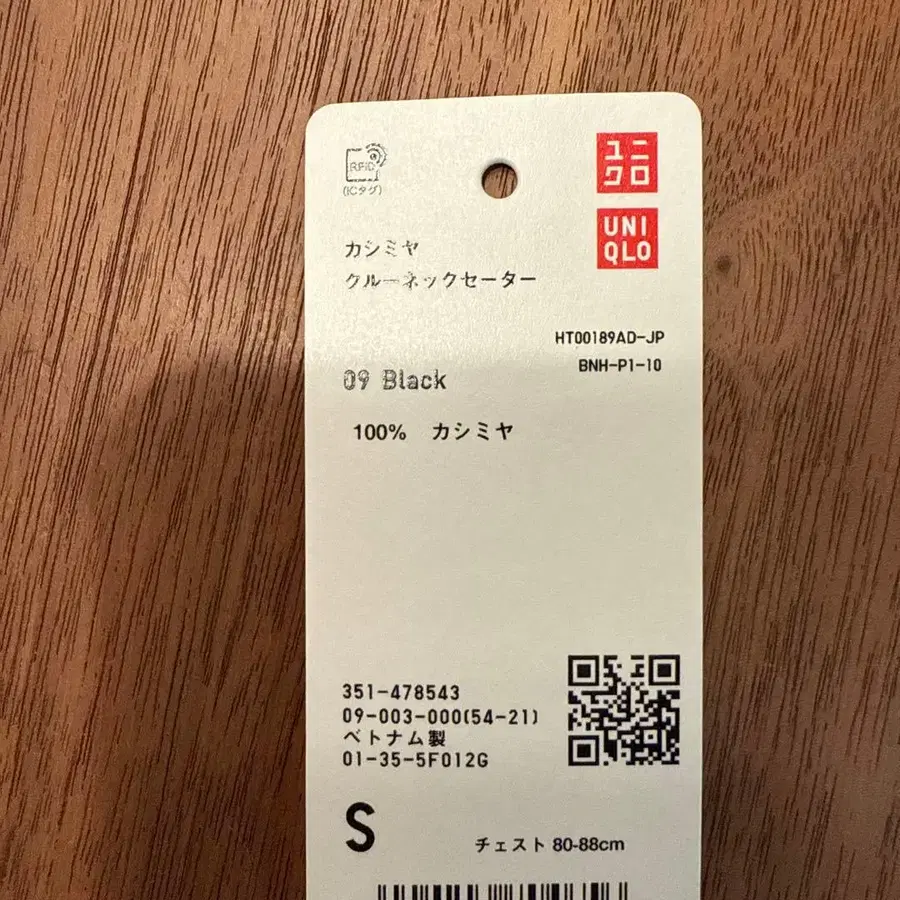 RFID
(ICタグ)
ユニ
クロ
UNI
QLO
カシミヤ
クルーネックセーター
HT00189AD-JP
BNH-P1-10
09 Black
100% カシミヤ
351-478543
09-003-000(54-21)
ベトナム製
01-35-5F012G
S
チェスト 80-88cm